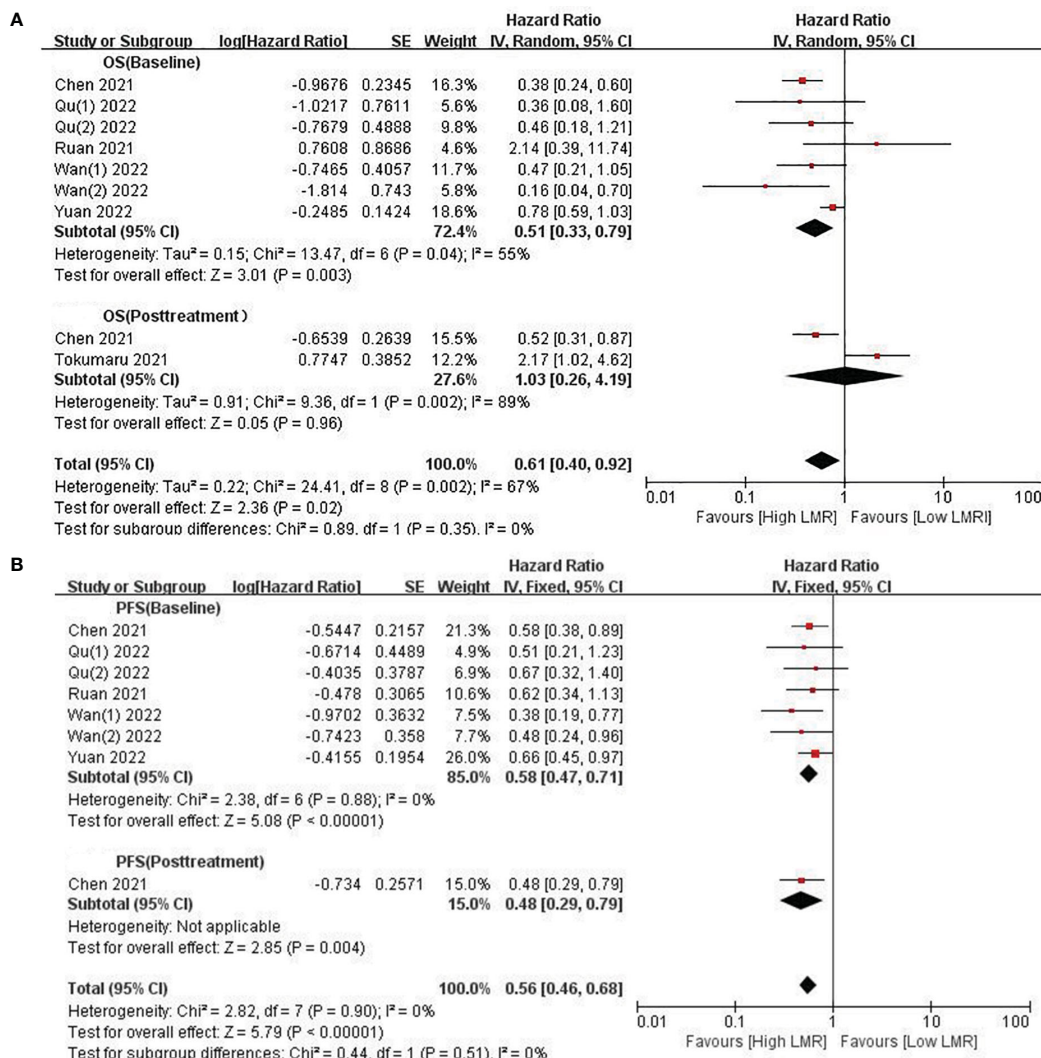 A
Hazard Ratio Hazard Ratio
Study or Subgroup log[Hazard Ratio] SE Weight IV, Random, 95% CI IV, Random, 95% CI
OS(Baseline)
Chen 2021 -0.9676 0.2345 16.3% 0.38 [0.24, 0.60]
Qu(1) 2022 -1.0217 0.7611 5.6% 0.36 [0.08, 1.60]
Qu(2) 2022 -0.7679 0.4888 9.8% 0.46 [0.18, 1.21]
Ruan 2021 0.7608 0.8686 4.6% 2.14 [0.39, 11.74]
Wan(1) 2022 -0.7465 0.4057 11.7% 0.47 [0.21, 1.05]
Wan(2) 2022 -1.814 0.743 5.8% 0.16 [0.04, 0.70]
Yuan 2022 -0.2485 0.1424 18.6% 0.78 [0.59, 1.03]
Subtotal (95% CI) 72.4% 0.51 [0.33, 0.79]
Heterogeneity: Tau² = 0.15; Chi² = 13.47, df = 6 (P = 0.04); I² = 55%
Test for overall effect: Z = 3.01 (P = 0.003)
OS(Posttreatment)
Chen 2021 -0.6539 0.2639 15.5% 0.52 [0.31, 0.87]
Tokumaru 2021 0.7747 0.3852 12.2% 2.17 [1.02, 4.62]
Subtotal (95% CI) 27.6% 1.03 [0.26, 4.19]
Heterogeneity: Tau² = 0.91; Chi² = 9.36, df = 1 (P = 0.002); I² = 89%
Test for overall effect: Z = 0.05 (P = 0.96)
Total (95% CI) 100.0% 0.61 [0.40, 0.92]
Heterogeneity: Tau² = 0.22; Chi² = 24.41, df = 8 (P = 0.002); I² = 67%
Test for overall effect: Z = 2.36 (P = 0.02)
Test for subgroup differences: Chi² = 0.89, df = 1 (P = 0.35), I² = 0%
0.01 0.1 1 10 100
Favours [High LMR] Favours [Low LMRI]
B
Hazard Ratio Hazard Ratio
Study or Subgroup log[Hazard Ratio] SE Weight IV, Fixed, 95% CI IV, Fixed, 95% CI
PFS(Baseline)
Chen 2021 -0.5447 0.2157 21.3% 0.58 [0.38, 0.89]
Qu(1) 2022 -0.6714 0.4489 4.9% 0.51 [0.21, 1.23]
Qu(2) 2022 -0.4035 0.3787 6.9% 0.67 [0.32, 1.40]
Ruan 2021 -0.478 0.3065 10.6% 0.62 [0.34, 1.13]
Wan(1) 2022 -0.9702 0.3632 7.5% 0.38 [0.19, 0.77]
Wan(2) 2022 -0.7423 0.358 7.7% 0.48 [0.24, 0.96]
Yuan 2022 -0.4155 0.1954 26.0% 0.66 [0.45, 0.97]
Subtotal (95% CI) 85.0% 0.58 [0.47, 0.71]
Heterogeneity: Chi² = 2.38, df = 6 (P = 0.88); I² = 0%
Test for overall effect: Z = 5.08 (P < 0.00001)
PFS(Posttreatment)
Chen 2021 -0.734 0.2571 15.0% 0.48 [0.29, 0.79]
Subtotal (95% CI) 15.0% 0.48 [0.29, 0.79]
Heterogeneity: Not applicable
Test for overall effect: Z = 2.85 (P = 0.004)
Total (95% CI) 100.0% 0.56 [0.46, 0.68]
Heterogeneity: Chi² = 2.82, df = 7 (P = 0.90); I² = 0%
Test for overall effect: Z = 5.79 (P < 0.00001)
Test for subgroup differences: Chi² = 0.44, df = 1 (P = 0.51), I² = 0%
0.01 0.1 1 10 100
Favours [High LMR] Favours [Low LMR]